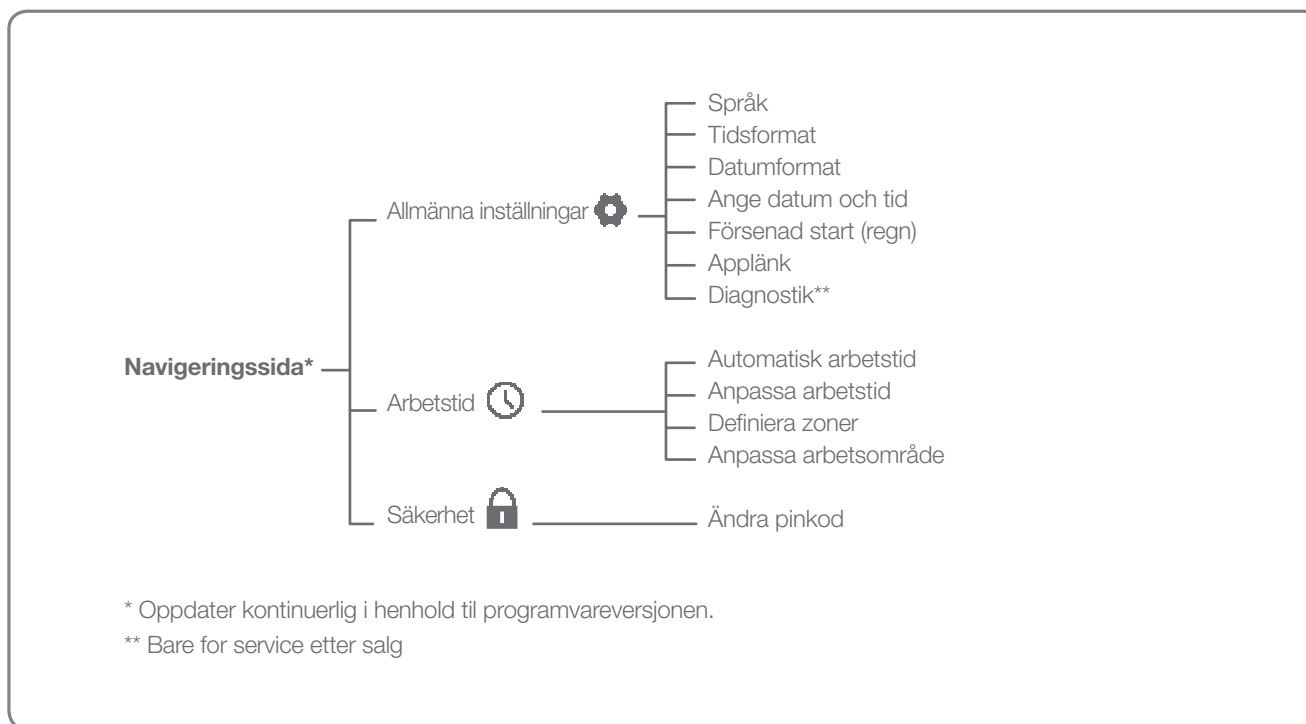 Språk
Tidsformat
Datumformat
Allmänna inställningar
Ange datum och tid
Försenad start (regn)
Applänk
Diagnostik**
Navigeringssida*
Automatisk arbetstid
Arbetstid
Anpassa arbetstid
Definiera zoner
Anpassa arbetsområde
Säkerhet
Ändra pinkod
* Oppdater kontinuerlig i henhold til programvareversjonen.
** Bare for service etter salg